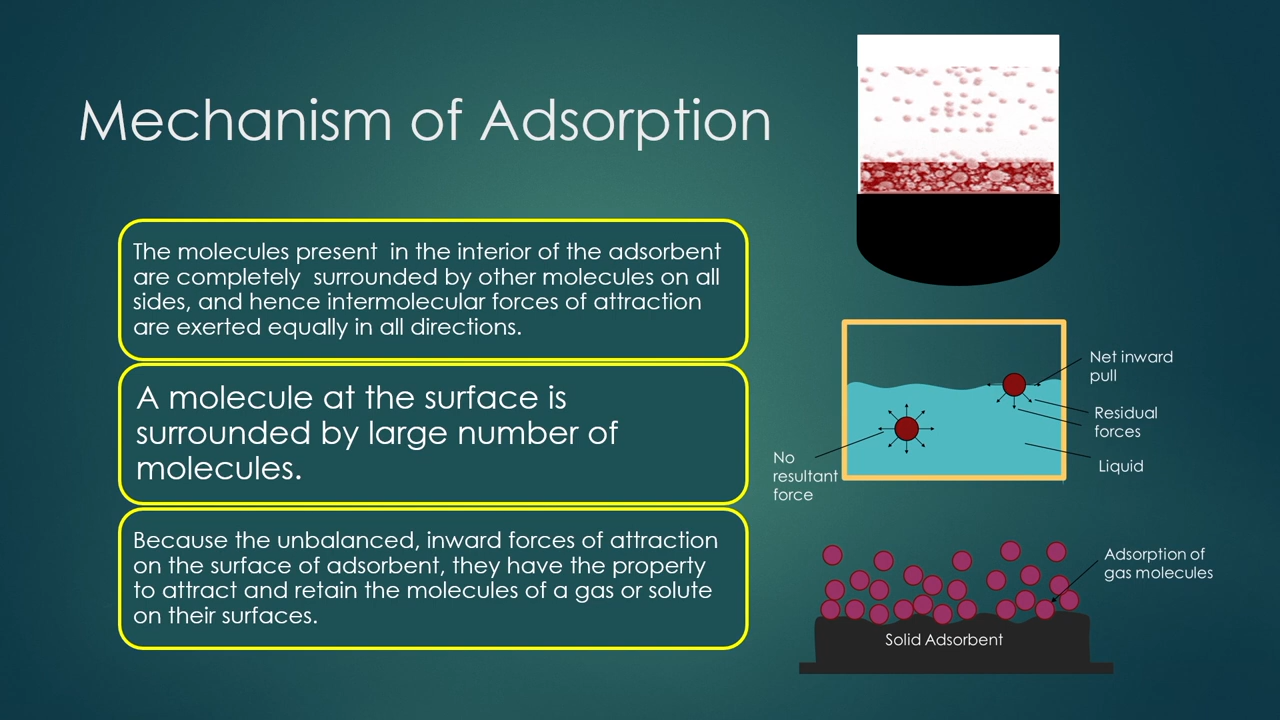 Mechanism of Adsorption
The molecules present  in the interior of the adsorbent
are completely  surrounded by other molecules on all
sides, and hence intermolecular forces of attraction
are exerted equally in all directions.
A molecule at the surface is
surrounded by large number of
molecules.
Because the unbalanced, inward forces of attraction
on the surface of adsorbent, they have the property
to attract and retain the molecules of a gas or solute
on their surfaces.
Net inward
pull
Residual
forces
Liquid
No
resultant
force
Adsorption of
gas molecules
Solid Adsorbent